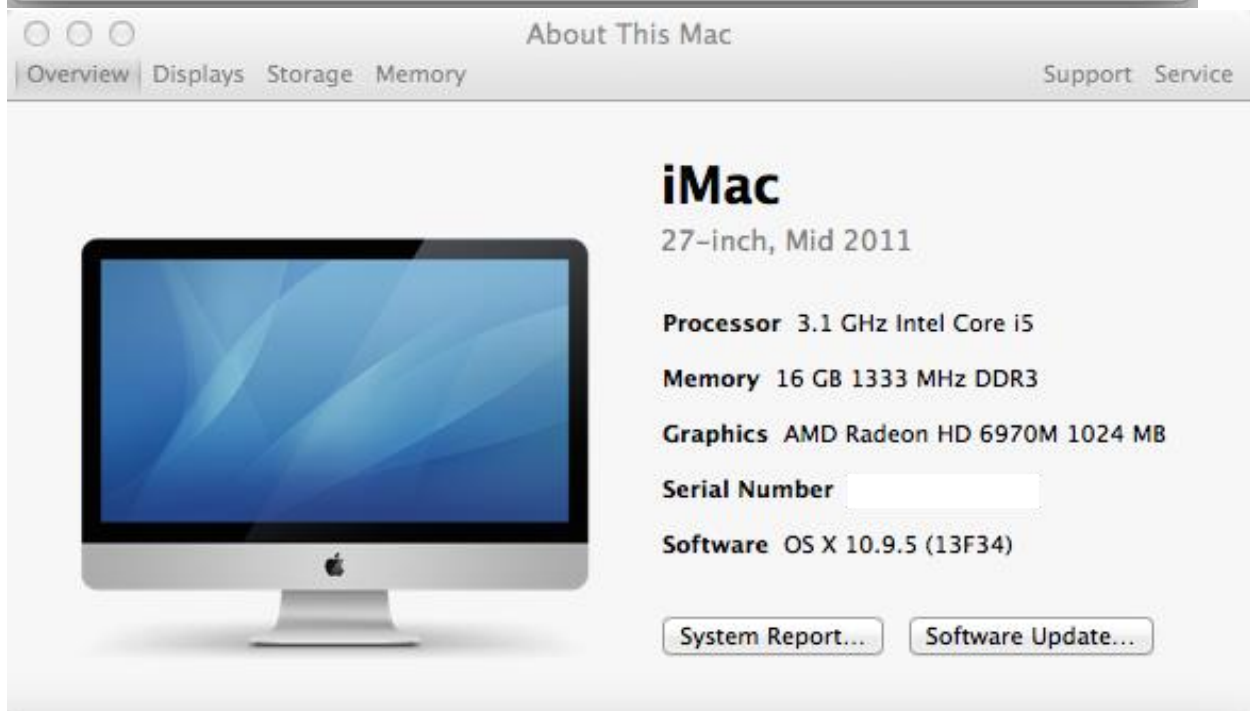 About This Mac
Overview Displays Storage Memory Support Service
iMac
27-inch, Mid 2011
Processor 3.1 GHz Intel Core i5
Memory 16 GB 1333 MHz DDR3
Graphics AMD Radeon HD 6970M 1024 MB
Serial Number
Software OS X 10.9.5 (13F34)
System Report... Software Update...